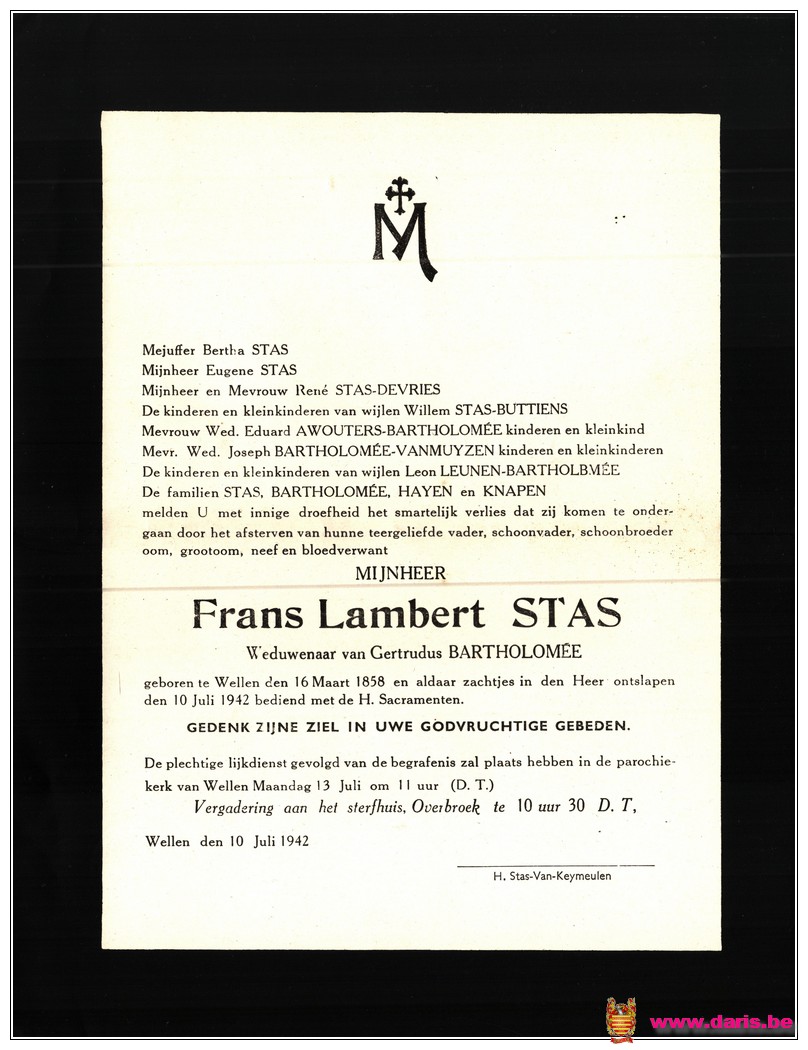 M
Mejuffer Bertha STAS
Mijnheer Eugene STAS
Mijnheer en Mevrouw René STAS-DEVRIES
De kinderen en kleinkinderen van wijlen Willem STAS-BUTTIENS
Mevrouw Wed. Eduard AWOUTERS-BARTHOLOMÉE kinderen en kleinkind
Mevr. Wed. Joseph BARTHOLOMÉE-VANMUYZEN kinderen en kleinkinderen
De kinderen en kleinkinderen van wijlen Leon LEUNEN-BARTHOLBMÉE
De familien STAS, BARTHOLOMÉE, HAYEN en KNAPEN
melden U met innige droefheid het smartelijk verlies dat zij komen te onder-
gaan door het afsterven van hunne teergeliefde vader, schoonvader, schoonbroeder
oom, grootoom, neef en bloedverwant
MIJNHEER
Frans Lambert STAS
Weduwenaar van Gertrudus BARTHOLOMÉE
geboren te Wellen den 16 Maart 1858 en aldaar zachtjes in den Heer ontslapen
den 10 Juli 1942 bediend met de H. Sacramenten.
GEDENK ZIJNE ZIEL IN UWE GODVRUCHTIGE GEBEDEN.
De plechtige lijkdienst gevolgd van de begrafenis zal plaats hebben in de parochie-
kerk van Wellen Maandag 13 Juli om 11 uur (D. T.)
Vergadering aan het sterfhuis, Overbroek te 10 uur 30 D. T,
Wellen den 10 Juli 1942
H. Stas-Van-Keymeulen
www.daris.be